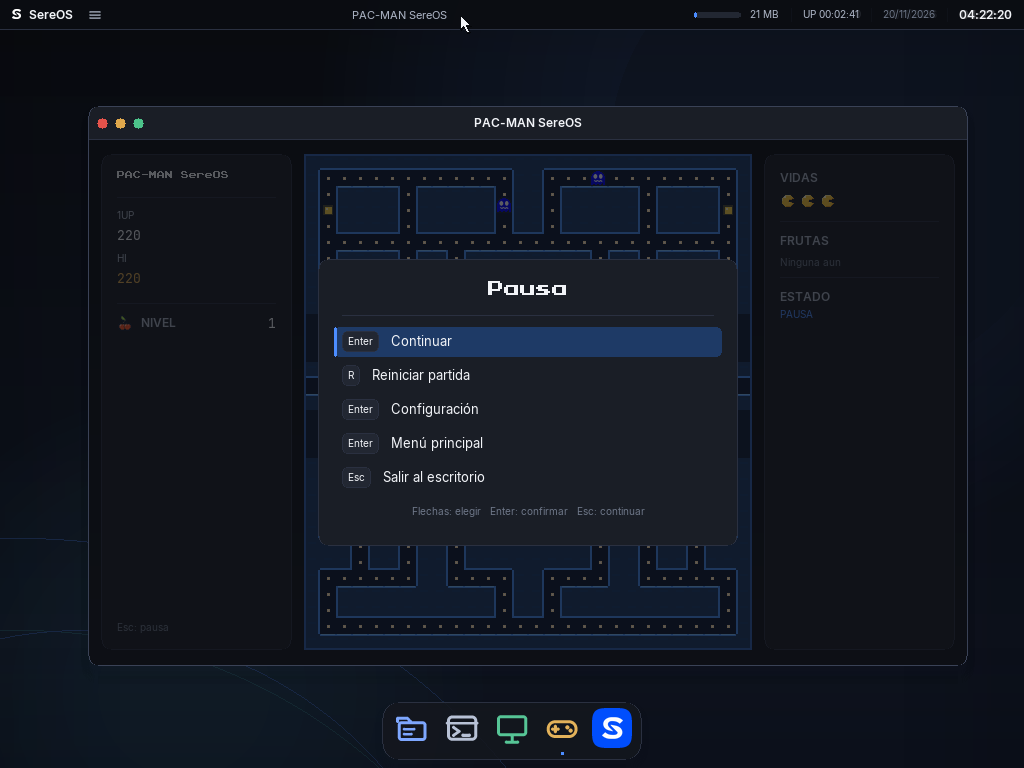 SereOS
PAC-MAN SereOS
21 MB
UP 00:02:41
20/11/2026
04:22:20
PAC-MAN SereOS
PAC-MAN SereOS
1UP
220
HI
220
NIVEL
1
Esc: pausa
Pausa
Enter Continuar
R Reiniciar partida
Enter Configuración
Enter Menú principal
Esc Salir al escritorio
Flechas: elegir Enter: confirmar Esc: continuar
VIDAS
FRUTAS
Ninguna aun
ESTADO
PAUSA